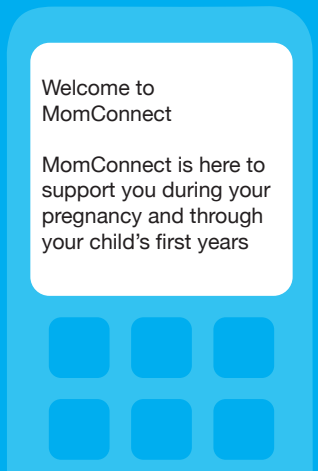 Welcome to
MomConnect
MomConnect is here to
support you during your
pregnancy and through
your child’s first years